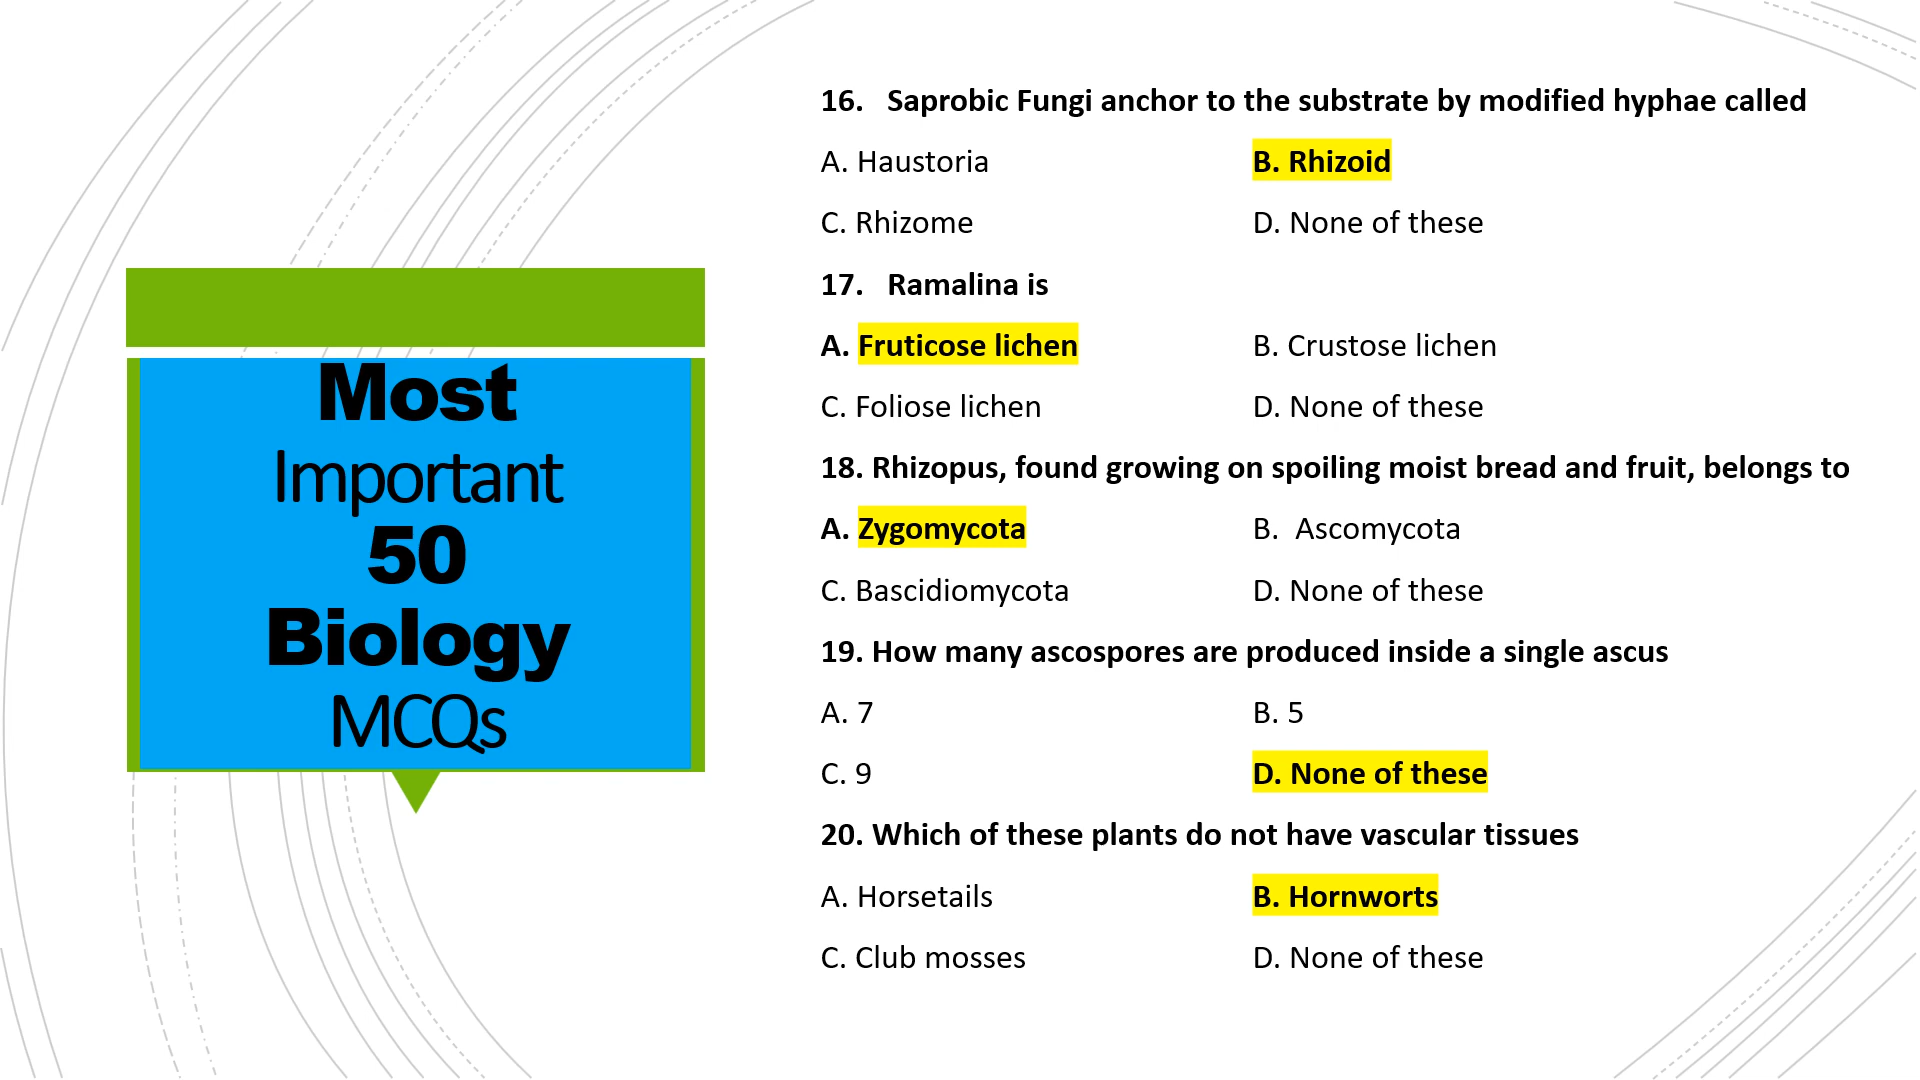 Most
Important
50
Biology
MCQs
16. Saprobic Fungi anchor to the substrate by modified hyphae called
A. Haustoria B. Rhizoid
C. Rhizome D. None of these
17. Ramalina is
A. Fruticose lichen B. Crustose lichen
C. Foliose lichen D. None of these
18. Rhizopus, found growing on spoiling moist bread and fruit, belongs to
A. Zygomycota B. Ascomycota
C. Bascidiomycota D. None of these
19. How many ascospores are produced inside a single ascus
A. 7 B. 5
C. 9 D. None of these
20. Which of these plants do not have vascular tissues
A. Horsetails B. Hornworts
C. Club mosses D. None of these